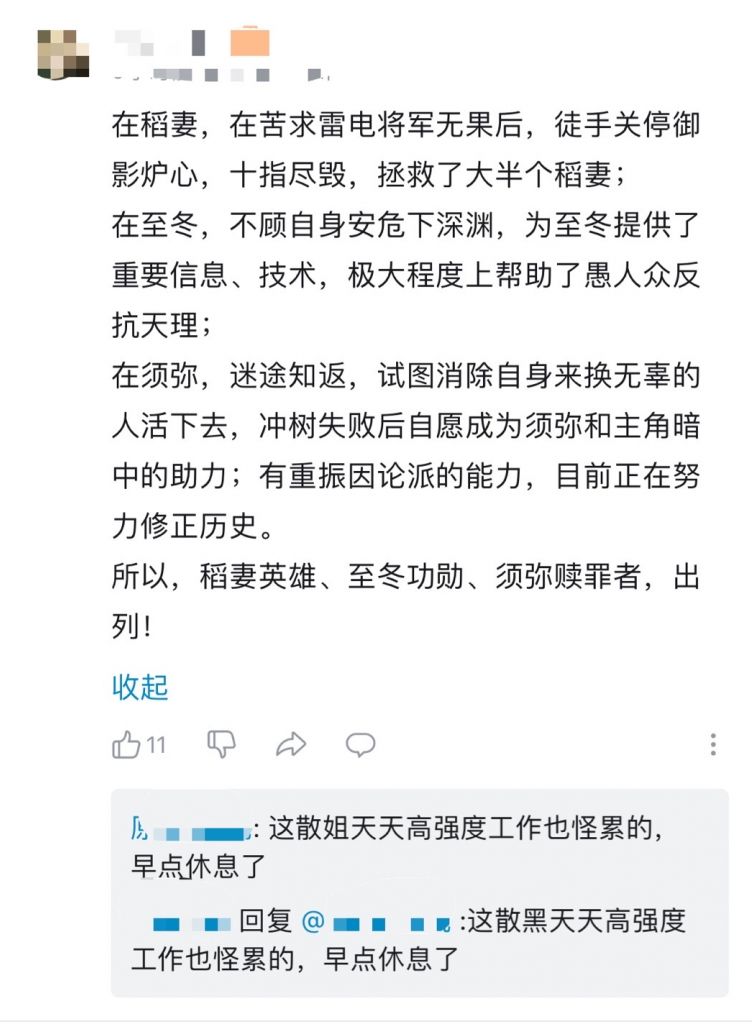 在稻妻，在苦求雷电将军无果后，徒手关停御
影炉心，十指尽毁，拯救了大半个稻妻；
在至冬，不顾自身安危下深渊，为至冬提供了
重要信息、技术，极大程度上帮助了愚人众反
抗天理；
在须弥，迷途知返，试图消除自身来换无辜的
人活下去，冲树失败后自愿成为须弥和主角暗
中的助力；有重振因论派的能力，目前正在努
力修正历史。
所以，稻妻英雄、至冬功勋、须弥赎罪者，出
列！
收起
11
: 这散姐天天高强度工作也怪累的，
早点休息了
回复 @ :这散黑天天高强度
工作也怪累的，早点休息了